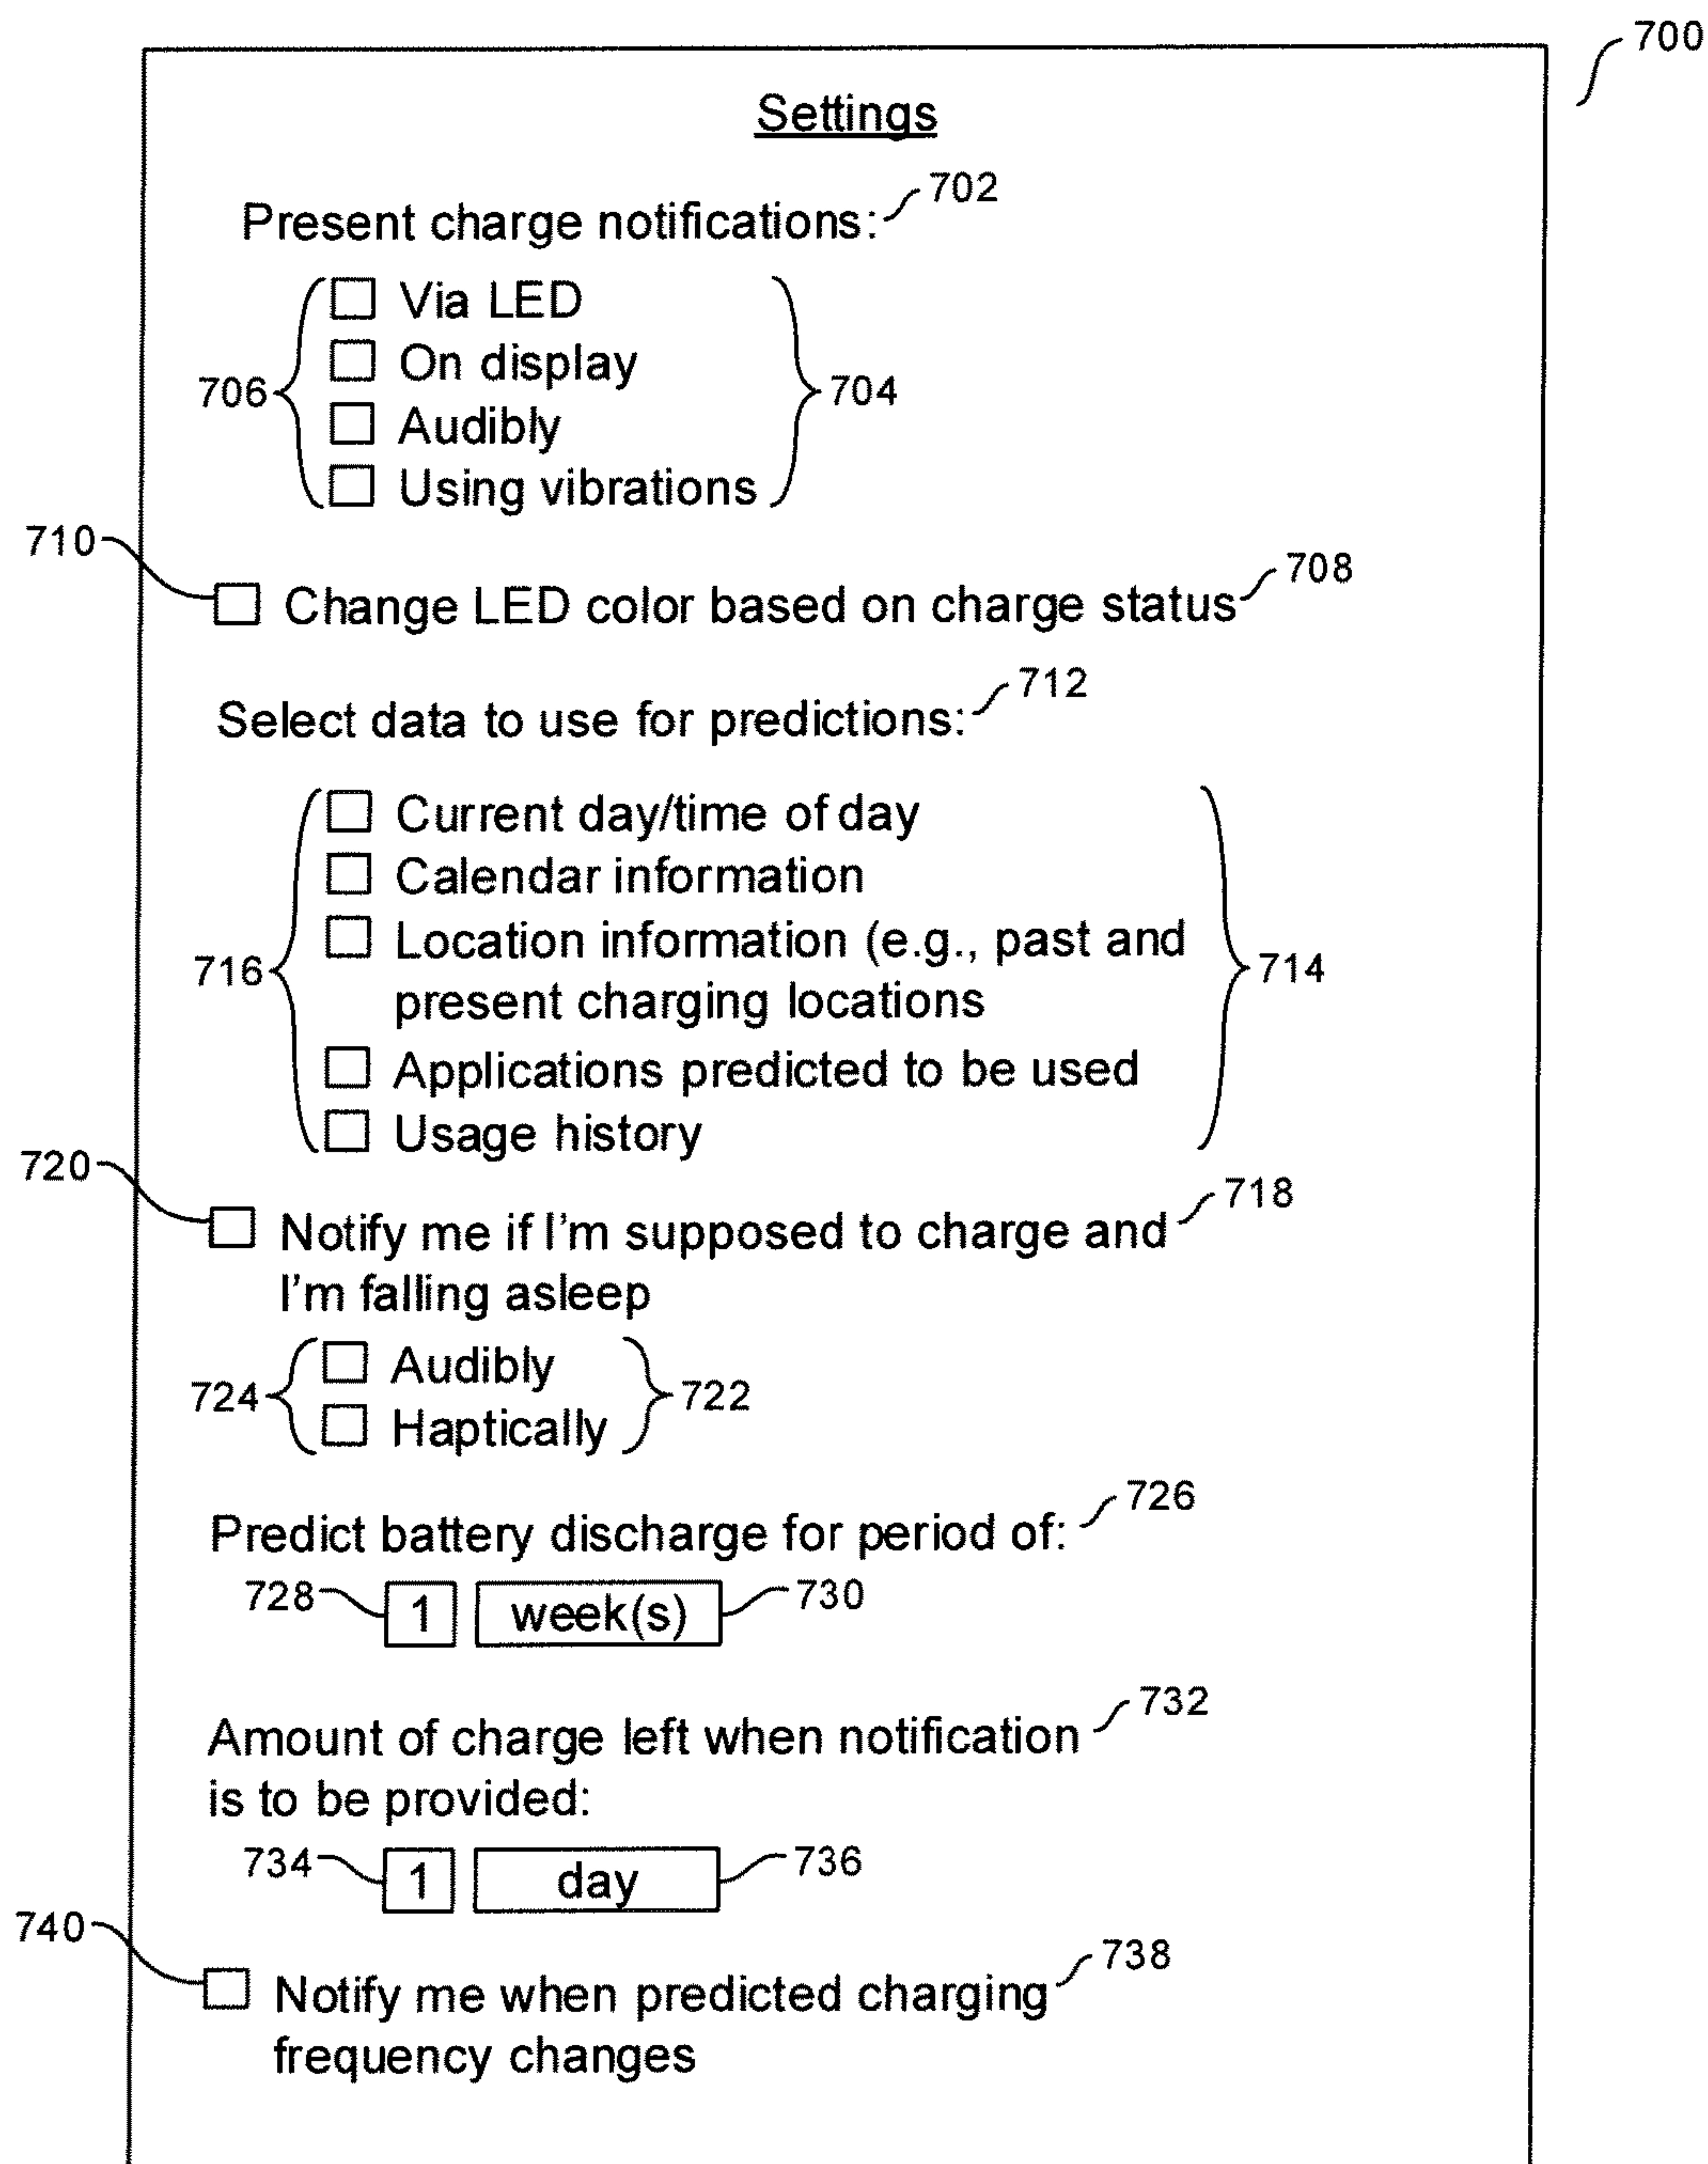 700
Settings
Present charge notifications: 702
Via LED
On display
706 704
Audibly
Using vibrations
710
Change LED color based on charge status 708
Select data to use for predictions: 712
Current day/time of day
Calendar information
Location information (e.g., past and
716 714
present charging locations
Applications predicted to be used
Usage history
720
Notify me if I'm supposed to charge and 718
I'm falling asleep
Audibly
724 722
Haptically
Predict battery discharge for period of: 726
728 1 week(s) 730
Amount of charge left when notification 732
is to be provided:
734 1 day 736
740
Notify me when predicted charging 738
frequency changes